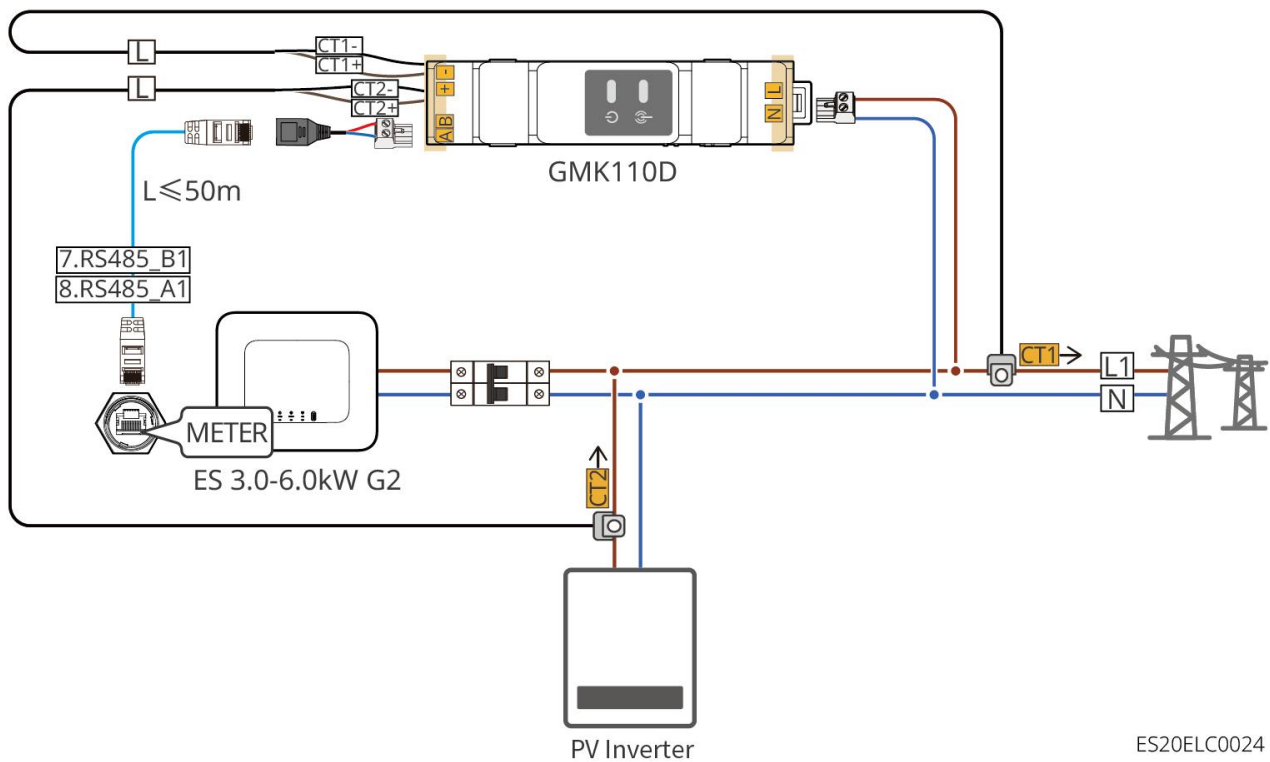 L
CT1-
CT1+
L
CT2-
CT2+
-
+
A B
L
N
GMK110D
L≤50m
7.RS485_B1
8.RS485_A1
METER
ES 3.0-6.0kW G2
CT1
L1
N
CT2
PV Inverter
ES20ELC0024